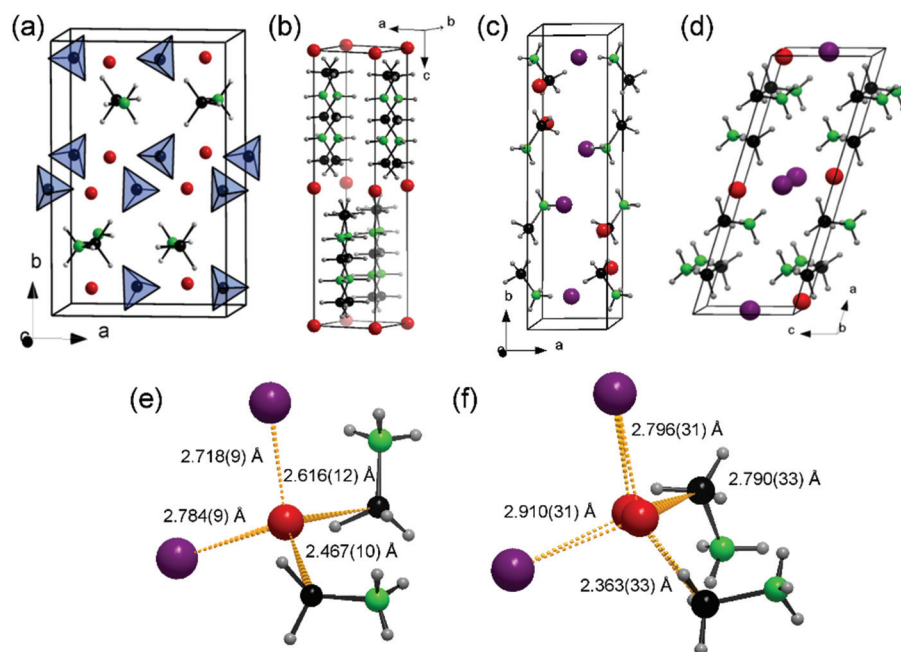 (a)
b
c
a
(b)
a
b
c
(c)
b
c
a
(d)
a
c
b
(e)
2.718(9) Å
2.616(12) Å
2.784(9) Å
2.467(10) Å
(f)
2.796(31) Å
2.790(33) Å
2.910(31) Å
2.363(33) Å